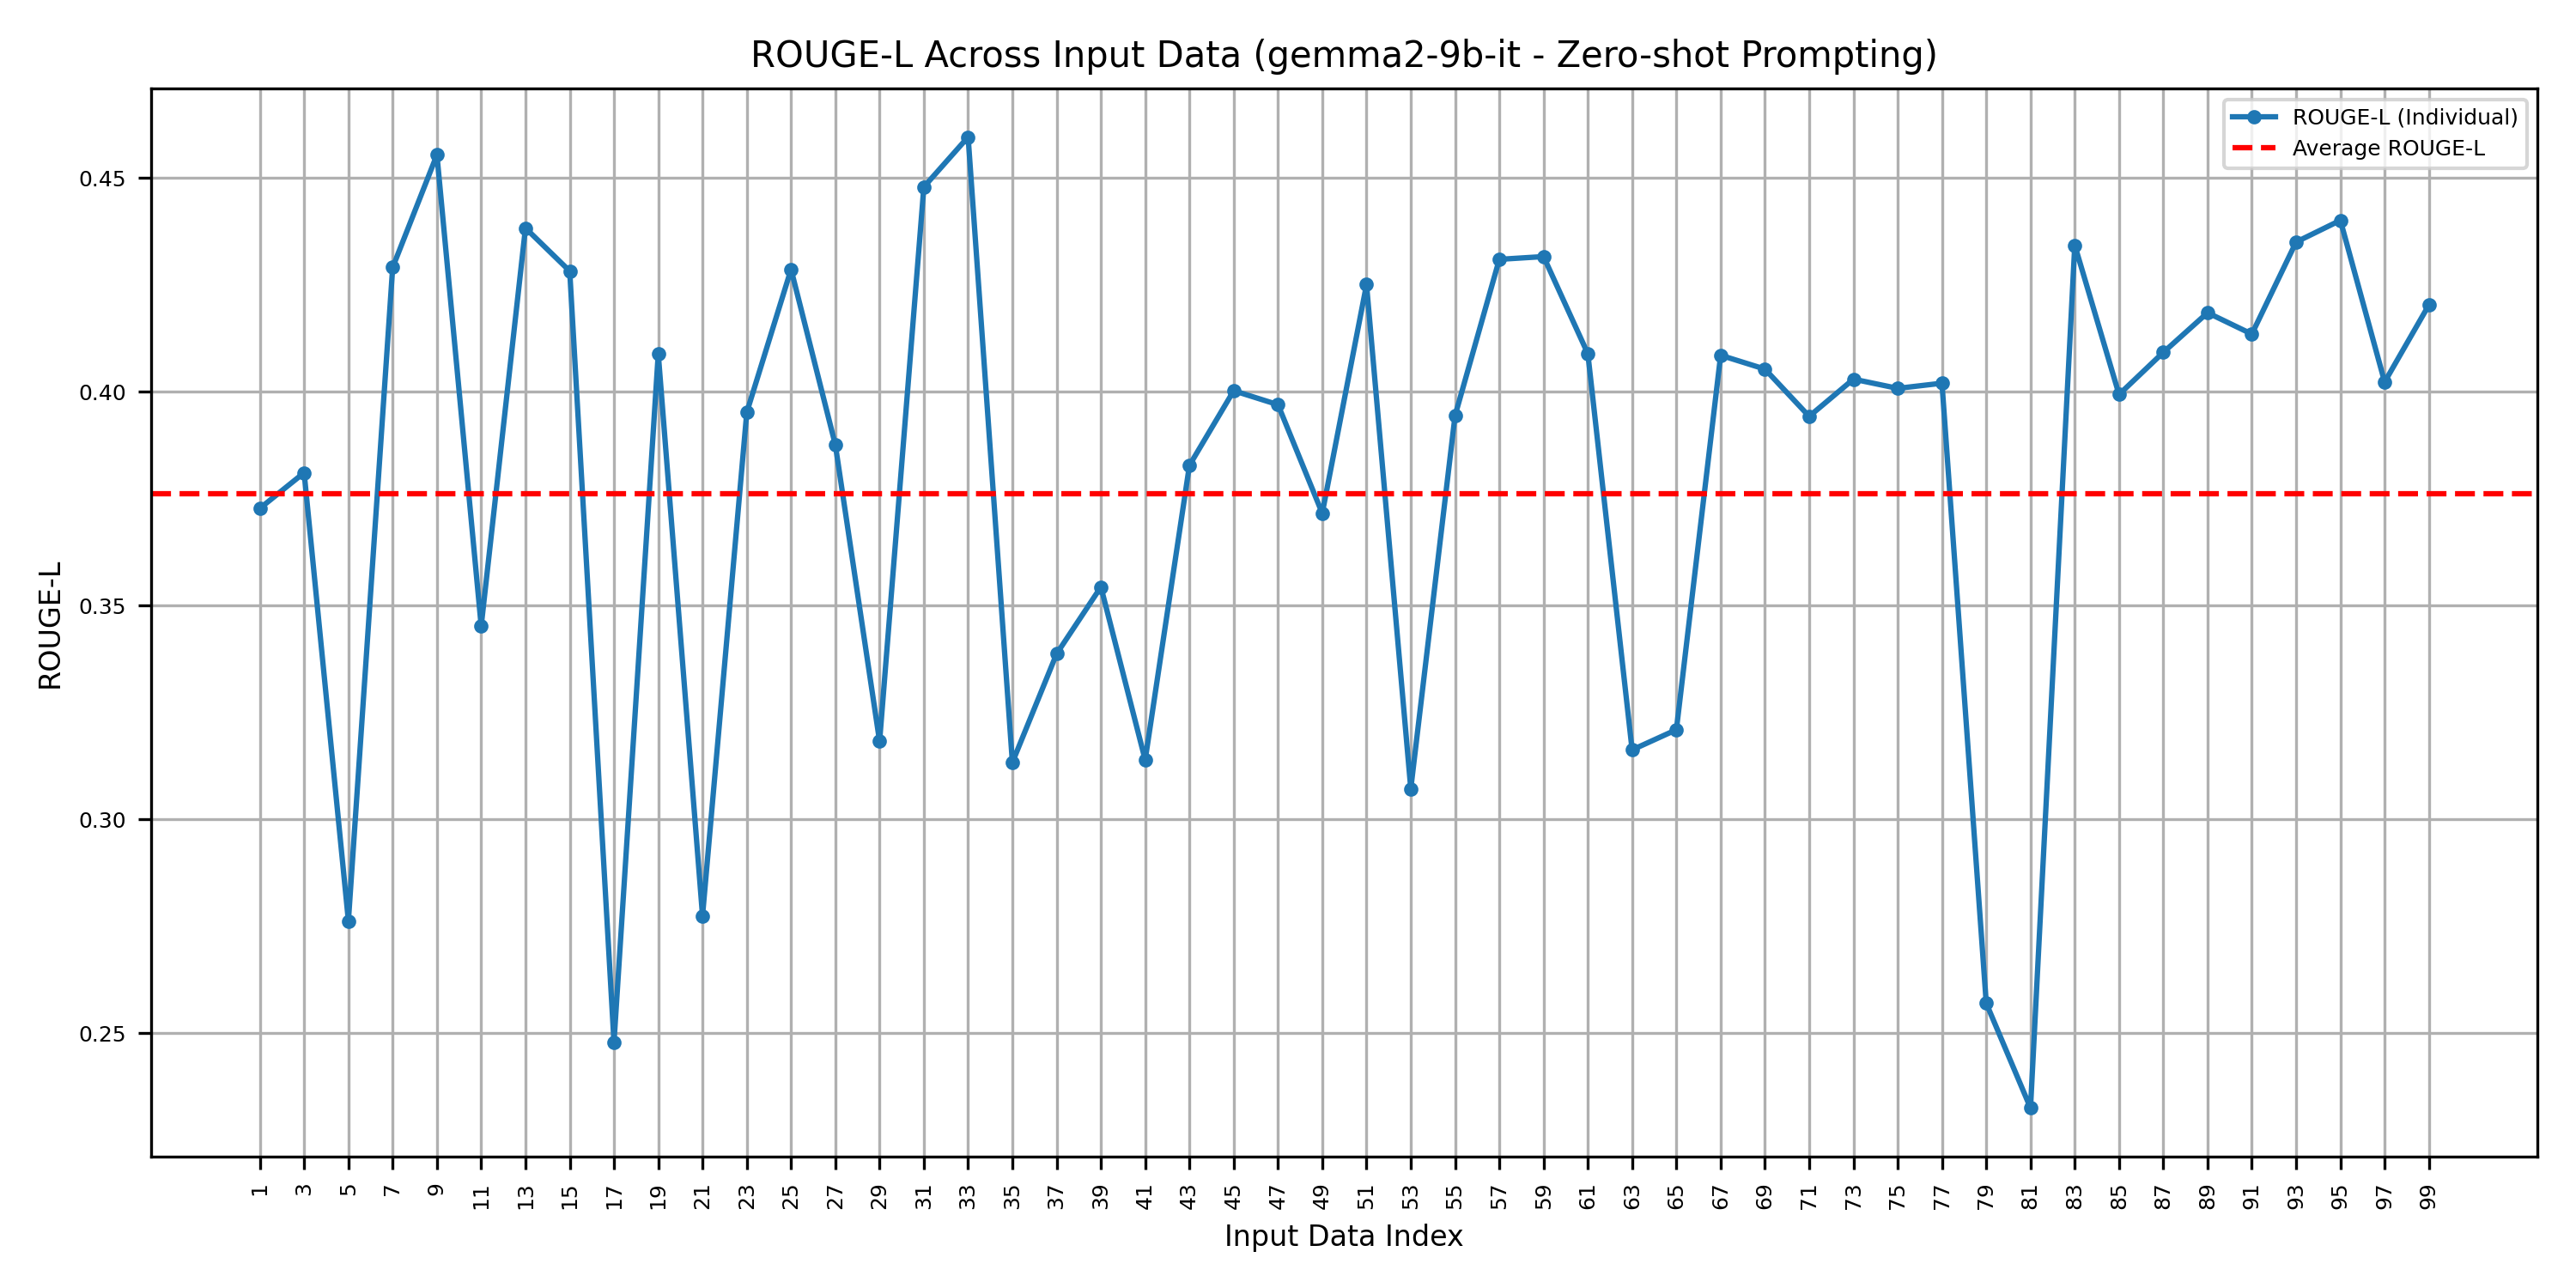 ROUGE-L Across Input Data (gemma2-9b-it - Zero-shot Prompting)
ROUGE-L (Individual)
Average ROUGE-L
0.45
0.40
0.35
0.30
0.25
ROUGE-L
1 3 5 7 9 11 13 15 17 19 21 23 25 27 29 31 33 35 37 39 41 43 45 47 49 51 53 55 57 59 61 63 65 67 69 71 73 75 77 79 81 83 85 87 89 91 93 95 97 99
Input Data Index